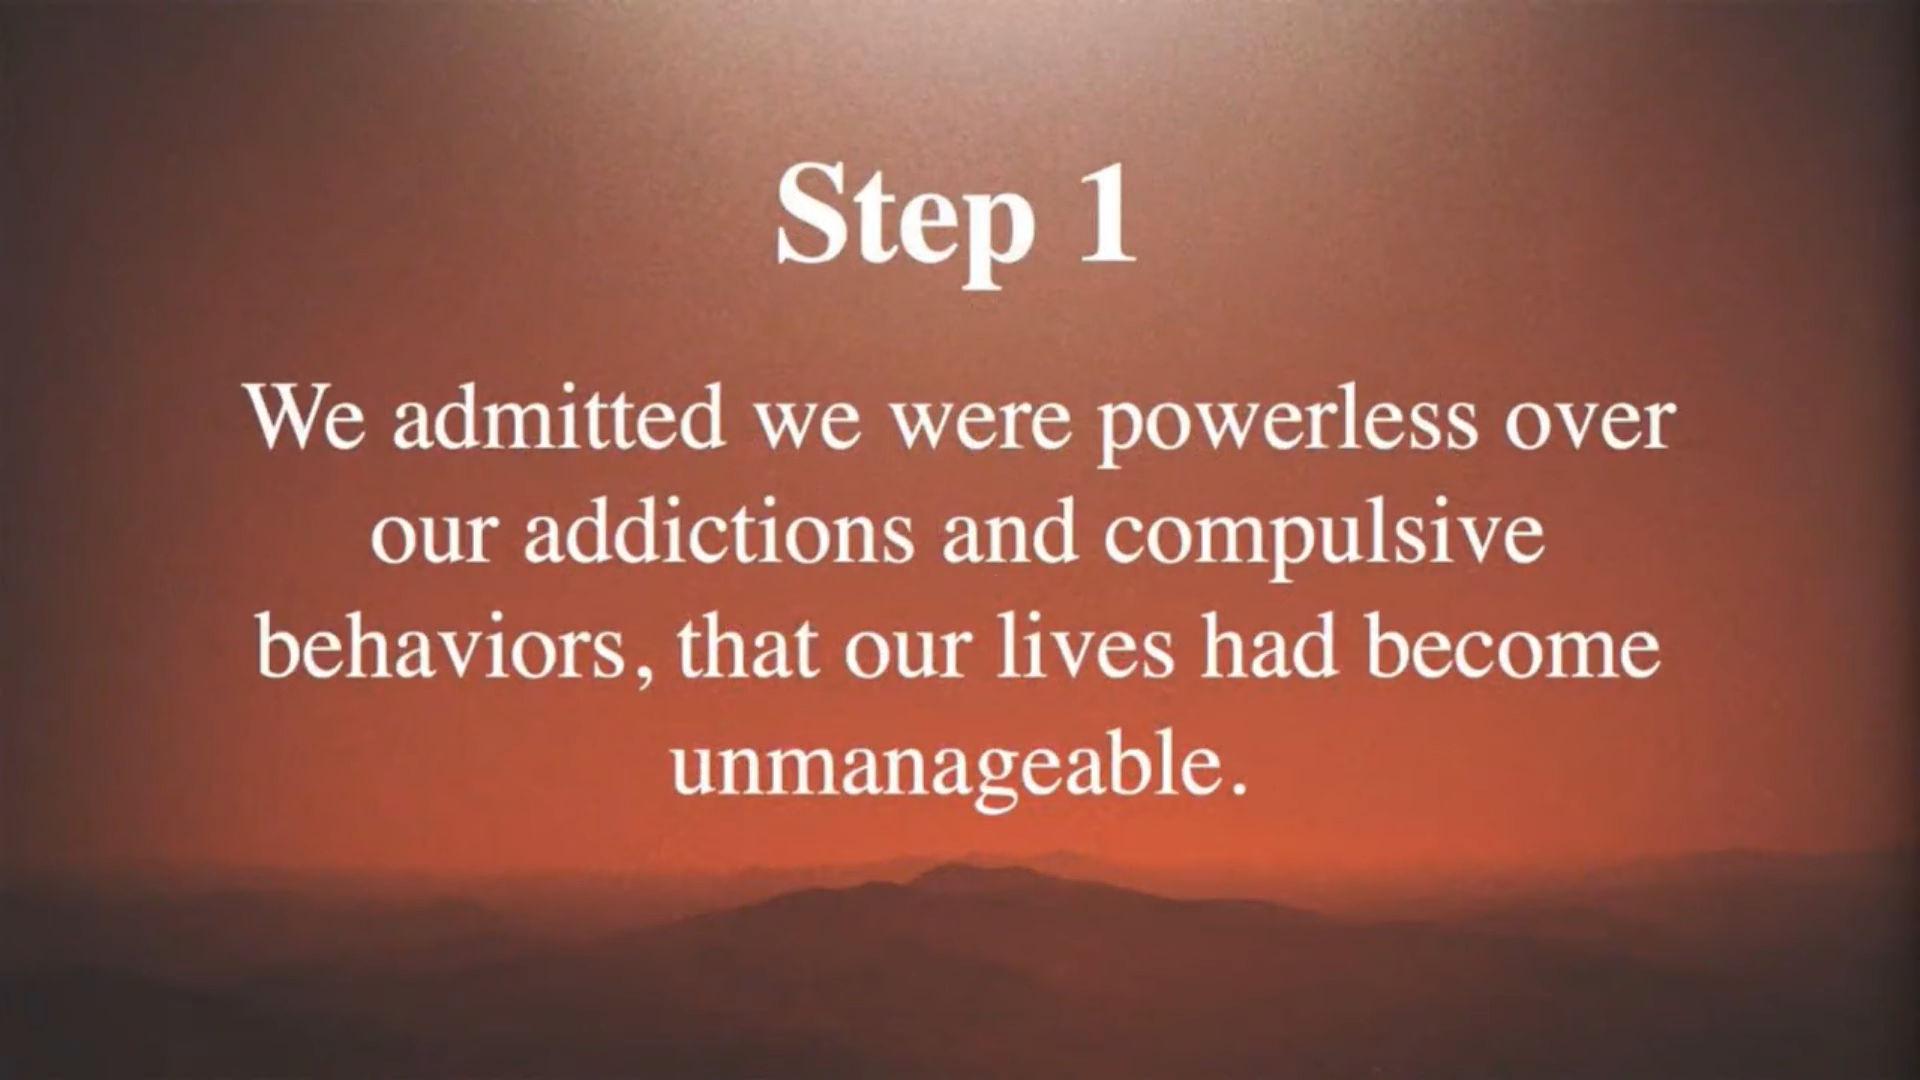 Step 1
We admitted we were powerless over
our addictions and compulsive
behaviors, that our lives had become
unmanageable.